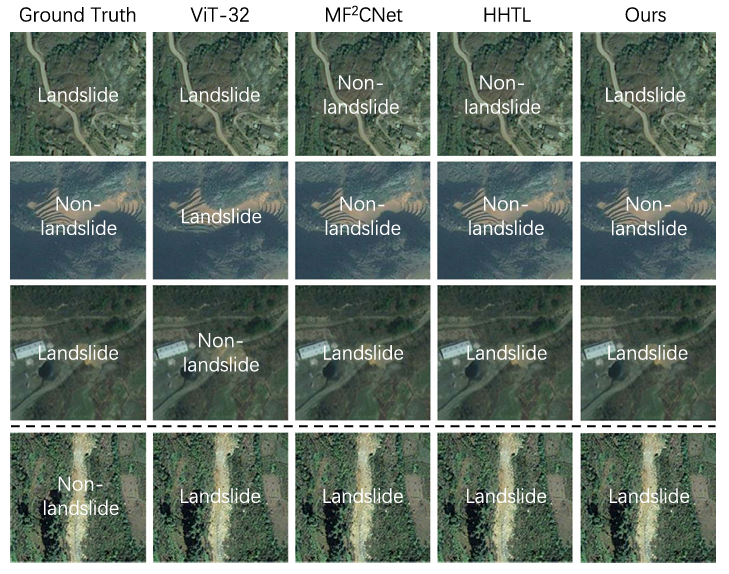 Ground Truth ViT-32 MF²CNet HHTL Ours
Landslide Landslide Non-landslide Non-landslide Landslide
Non-landslide Landslide Non-landslide Non-landslide Non-landslide
Landslide Non-landslide Landslide Landslide Landslide
Non-landslide Landslide Landslide Landslide Landslide